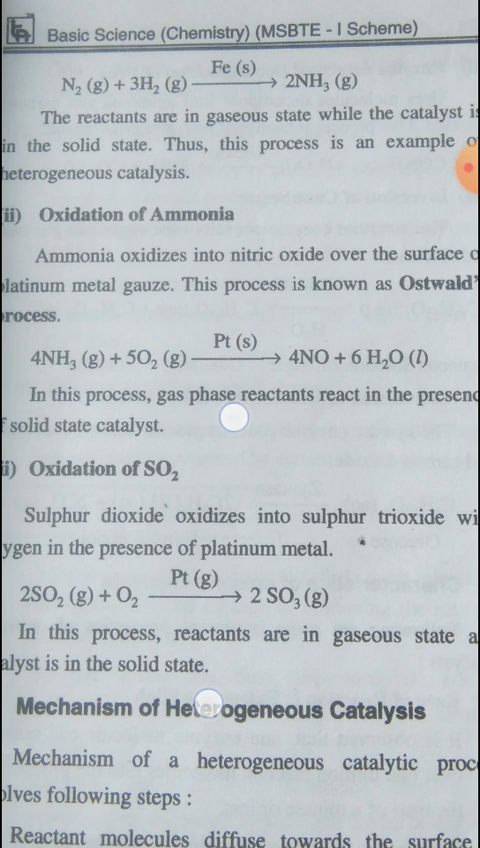 Basic Science (Chemistry) (MSBTE - I Scheme)
Fe (s)
N₂ (g) + 3H₂ (g) ⟶ 2NH₃ (g)
The reactants are in gaseous state while the catalyst is
in the solid state. Thus, this process is an example o
heterogeneous catalysis.
ii) Oxidation of Ammonia
Ammonia oxidizes into nitric oxide over the surface o
platinum metal gauze. This process is known as Ostwald'
rocess.
Pt (s)
4NH₃ (g) + 5O₂ (g) ⟶ 4NO + 6 H₂O (l)
In this process, gas phase reactants react in the presenc
f solid state catalyst.
ii) Oxidation of SO₂
Sulphur dioxide oxidizes into sulphur trioxide wi
ygen in the presence of platinum metal.
Pt (g)
2SO₂ (g) + O₂ ⟶ 2 SO₃ (g)
In this process, reactants are in gaseous state a
alyst is in the solid state.
Mechanism of Heterogeneous Catalysis
Mechanism of a heterogeneous catalytic proc
olves following steps :
Reactant molecules diffuse towards the surface